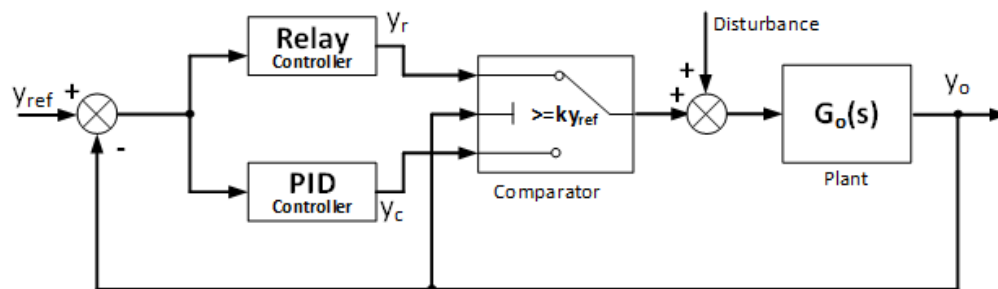 Relay
Controller
yr
Disturbance
yref
+
-
>=kyref
+
+
Go(s)
yo
Comparator
Plant
PID
Controller
yc